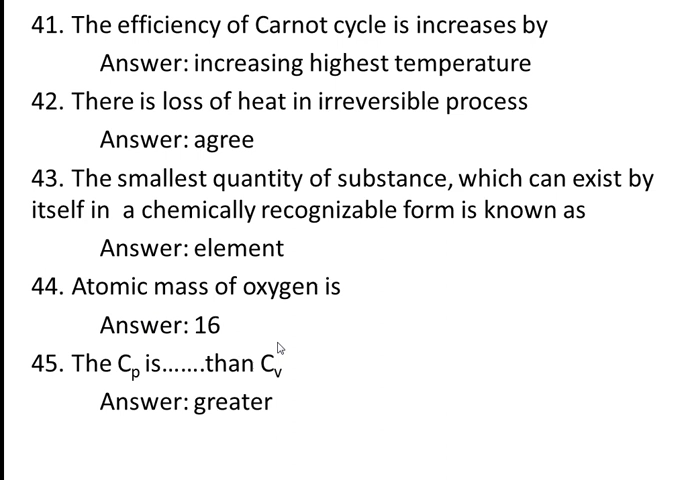 41. The efficiency of Carnot cycle is increases by
Answer: increasing highest temperature
42. There is loss of heat in irreversible process
Answer: agree
43. The smallest quantity of substance, which can exist by
itself in a chemically recognizable form is known as
Answer: element
44. Atomic mass of oxygen is
Answer: 16
45. The Cp is.......than Cv
Answer: greater